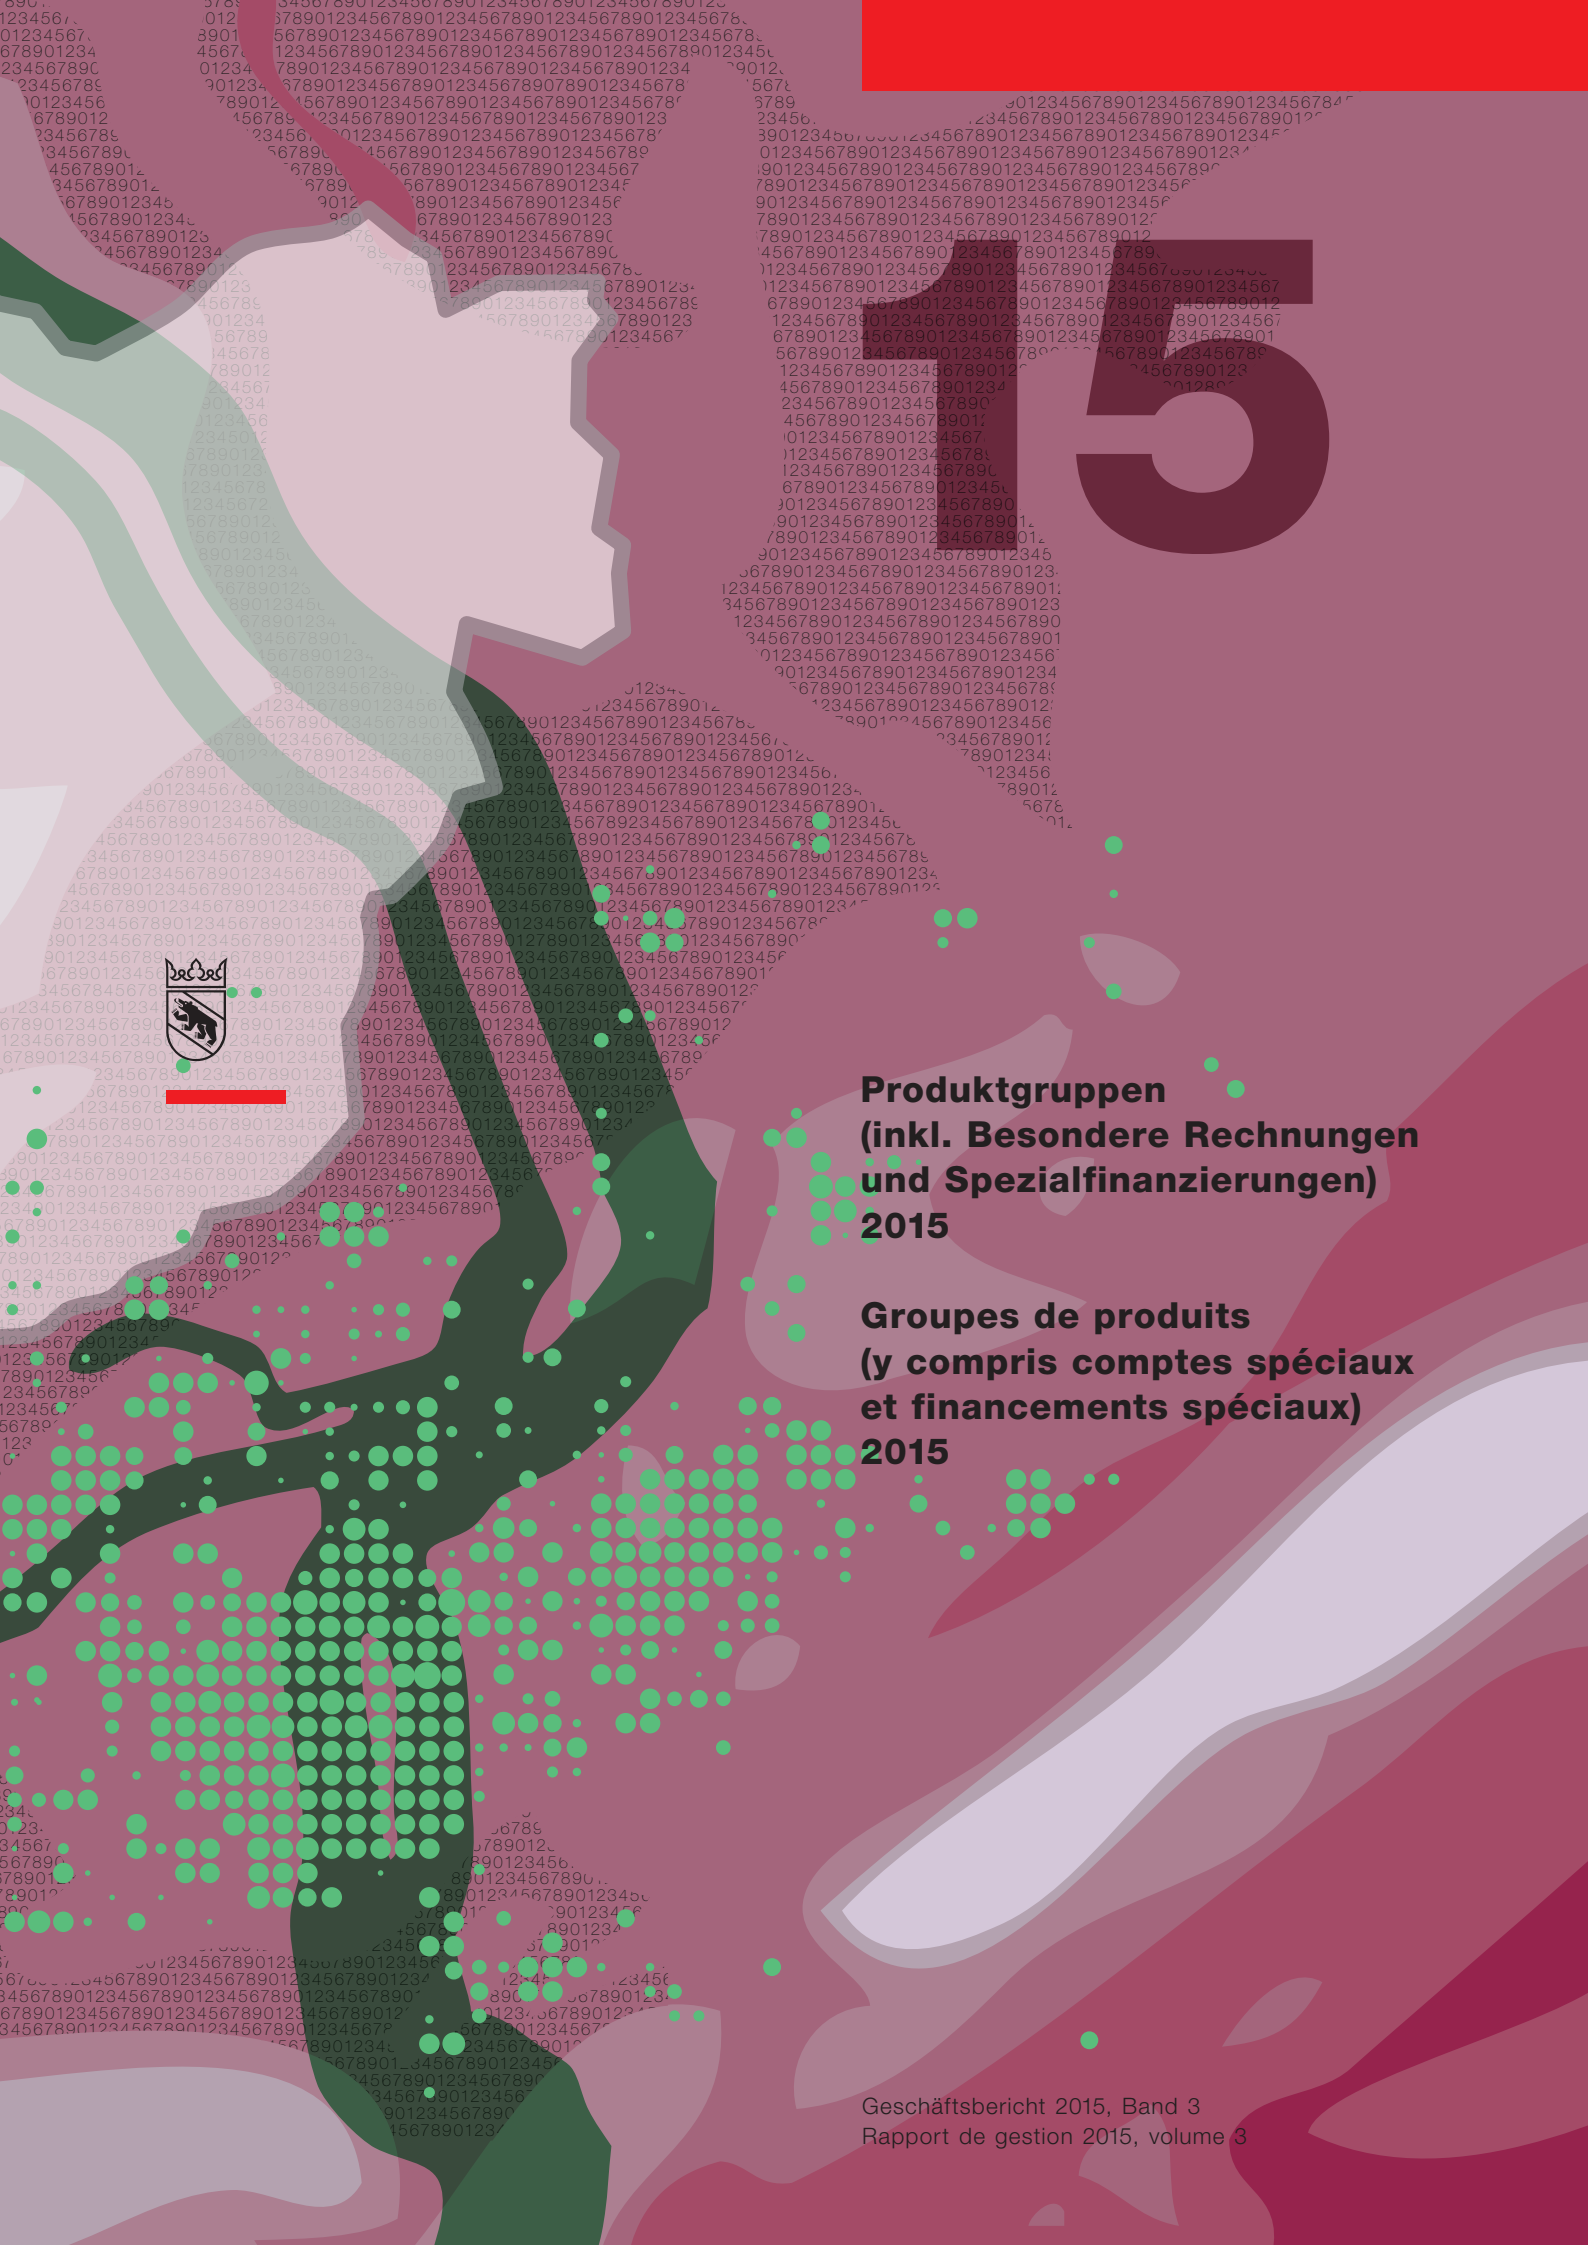 15
Produktgruppen
(inkl. Besondere Rechnungen
und Spezialfinanzierungen)
2015
Groupes de produits
(y compris comptes spéciaux
et financements spéciaux)
2015
Geschäftsbericht 2015, Band 3
Rapport de gestion 2015, volume 3